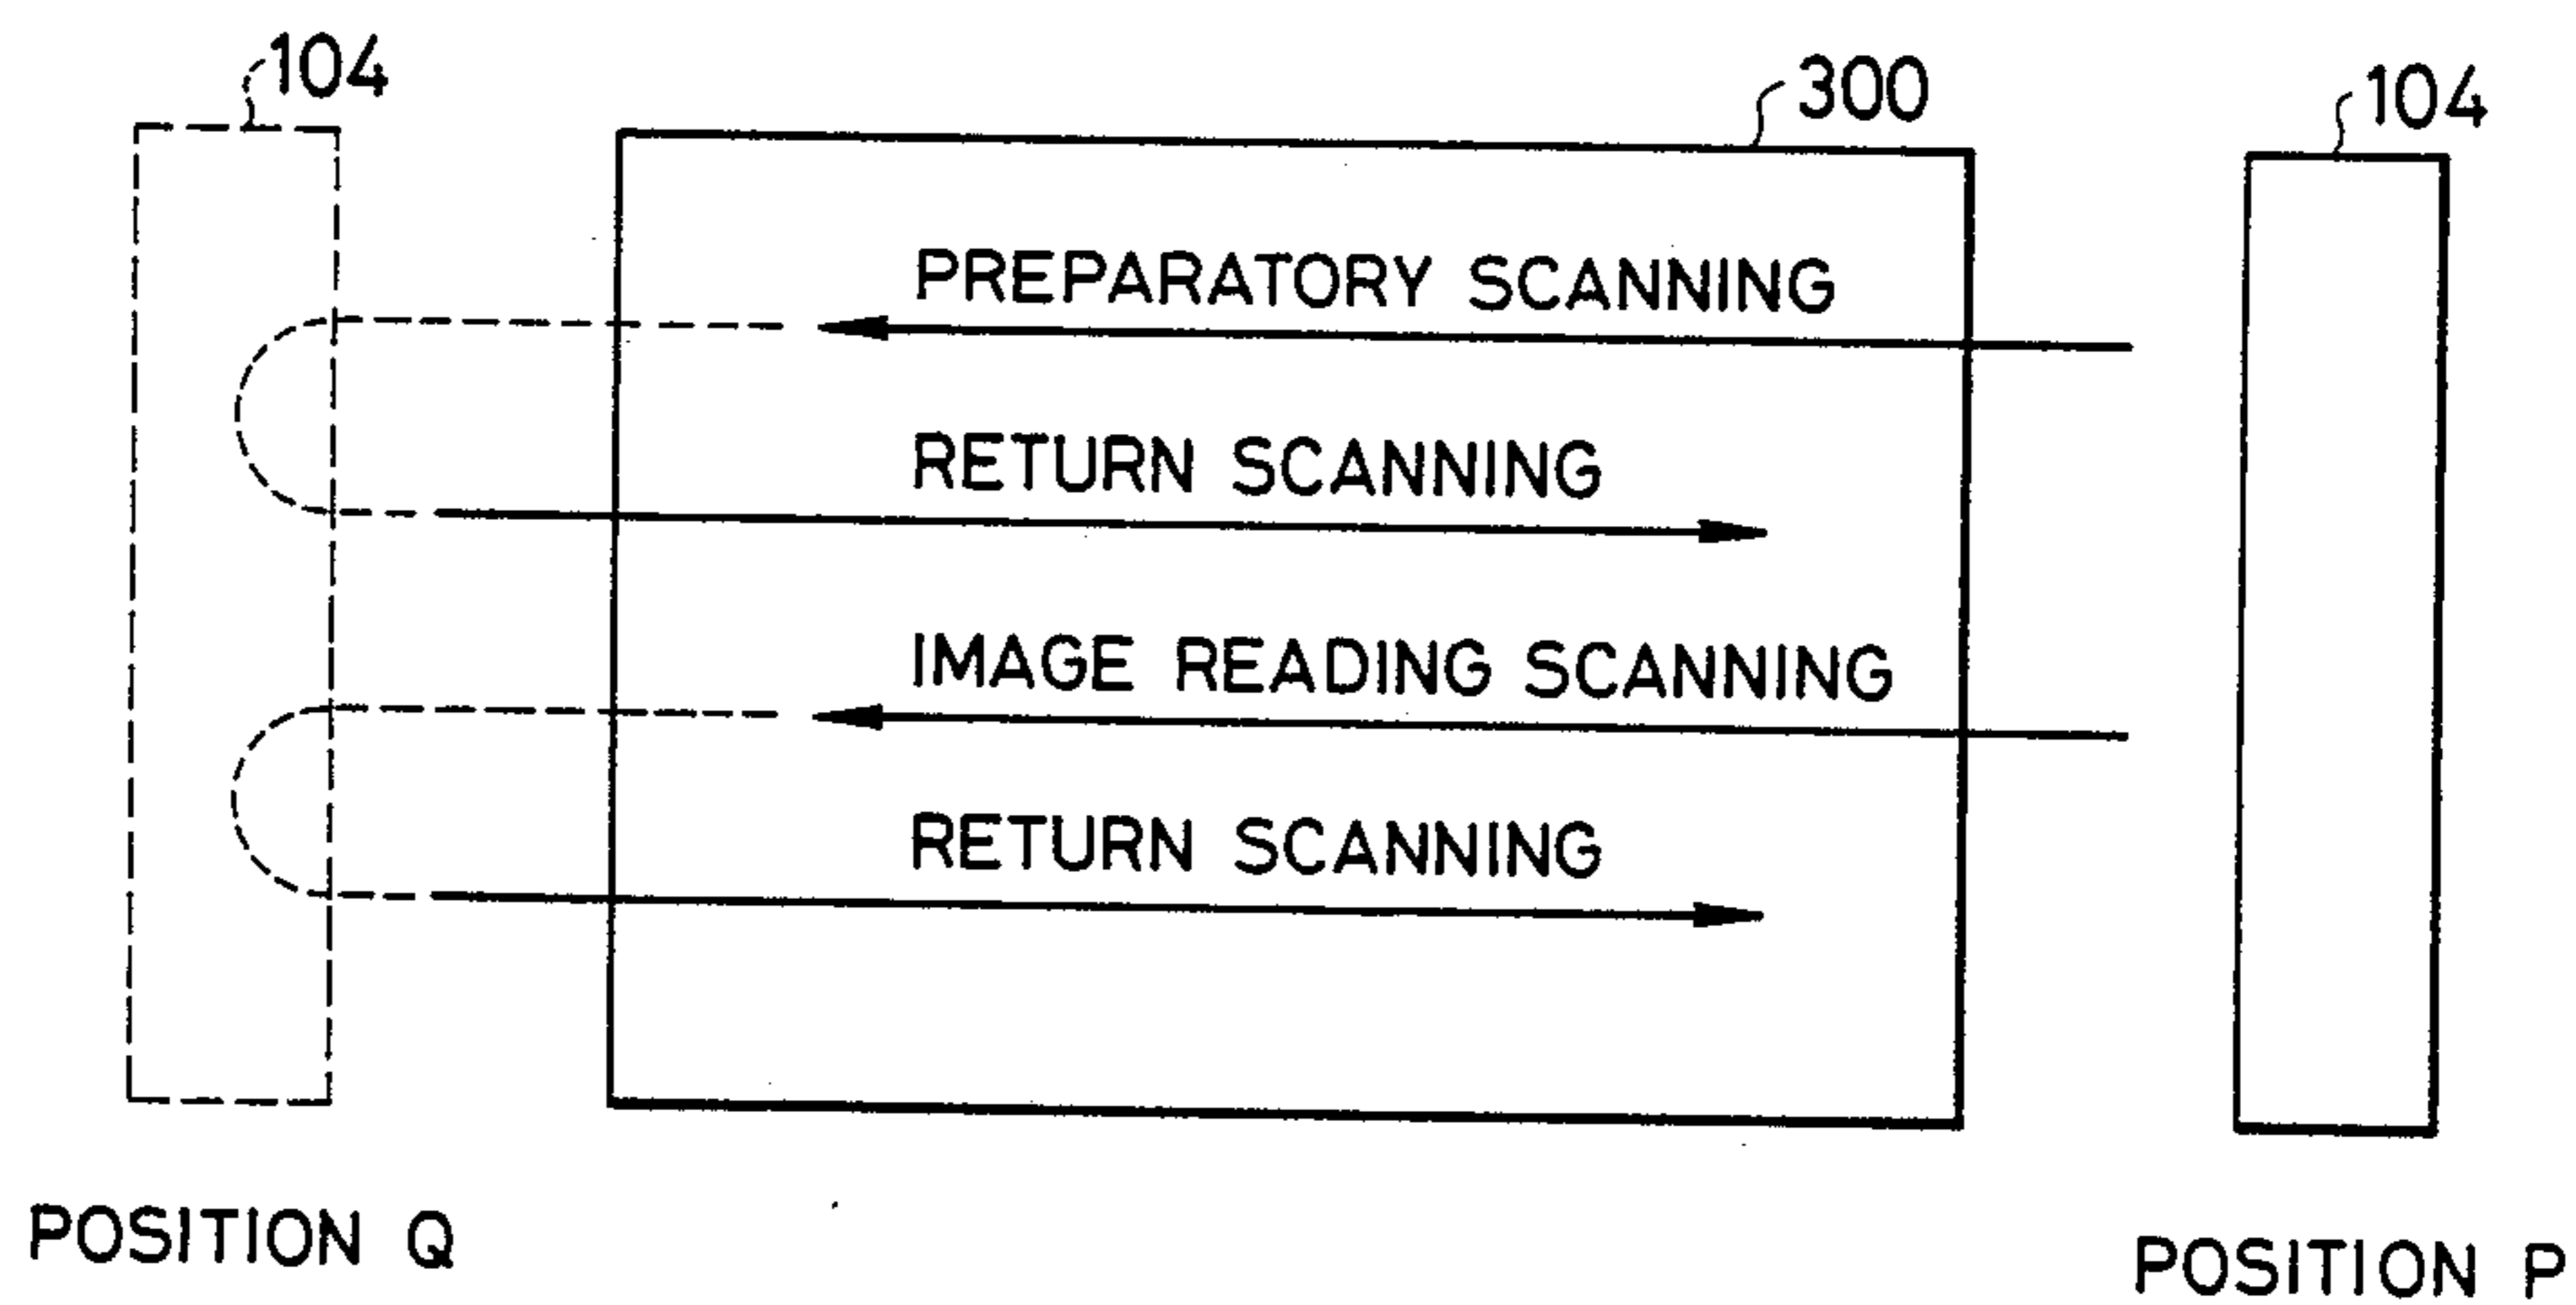 104
300
104
PREPARATORY SCANNING
RETURN SCANNING
IMAGE READING SCANNING
RETURN SCANNING
POSITION Q
POSITION P